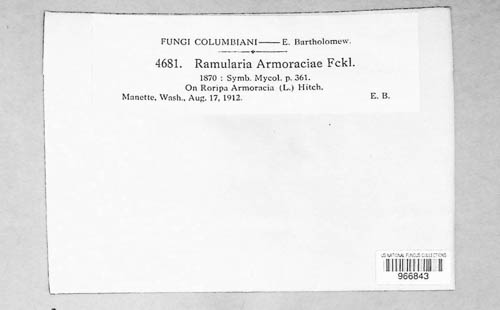 FUNGI COLUMBIANI — E. Bartholomew.
4681. Ramularia Armoraciae Fckl.
1870 : Symb. Mycol. p. 361.
On Roripa Armoracia (L.) Hitch.
Manette, Wash., Aug. 17, 1912. E. B.
US NATIONAL FUNGUS COLLECTIONS
966843